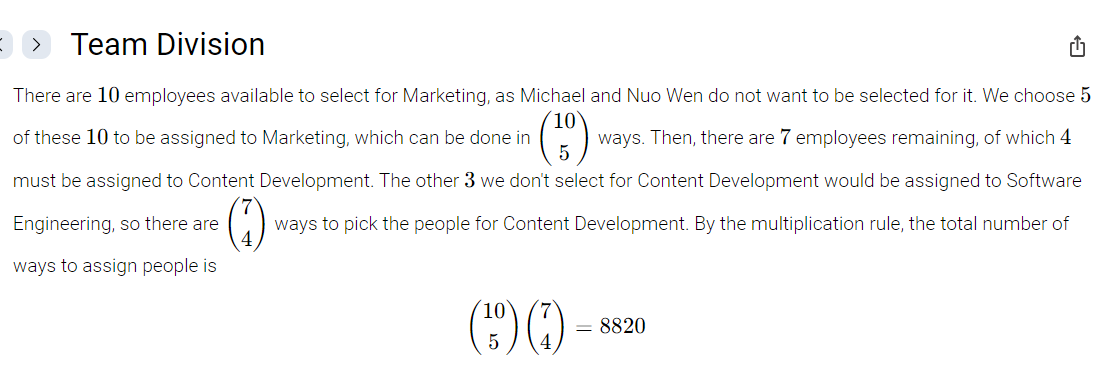 Team Division
There are 10 employees available to select for Marketing, as Michael and Nuo Wen do not want to be selected for it. We choose 5
of these 10 to be assigned to Marketing, which can be done in \binom{10}{5} ways. Then, there are 7 employees remaining, of which 4
must be assigned to Content Development. The other 3 we don't select for Content Development would be assigned to Software
Engineering, so there are \binom{7}{4} ways to pick the people for Content Development. By the multiplication rule, the total number of
ways to assign people is
\binom{10}{5}\binom{7}{4} = 8820